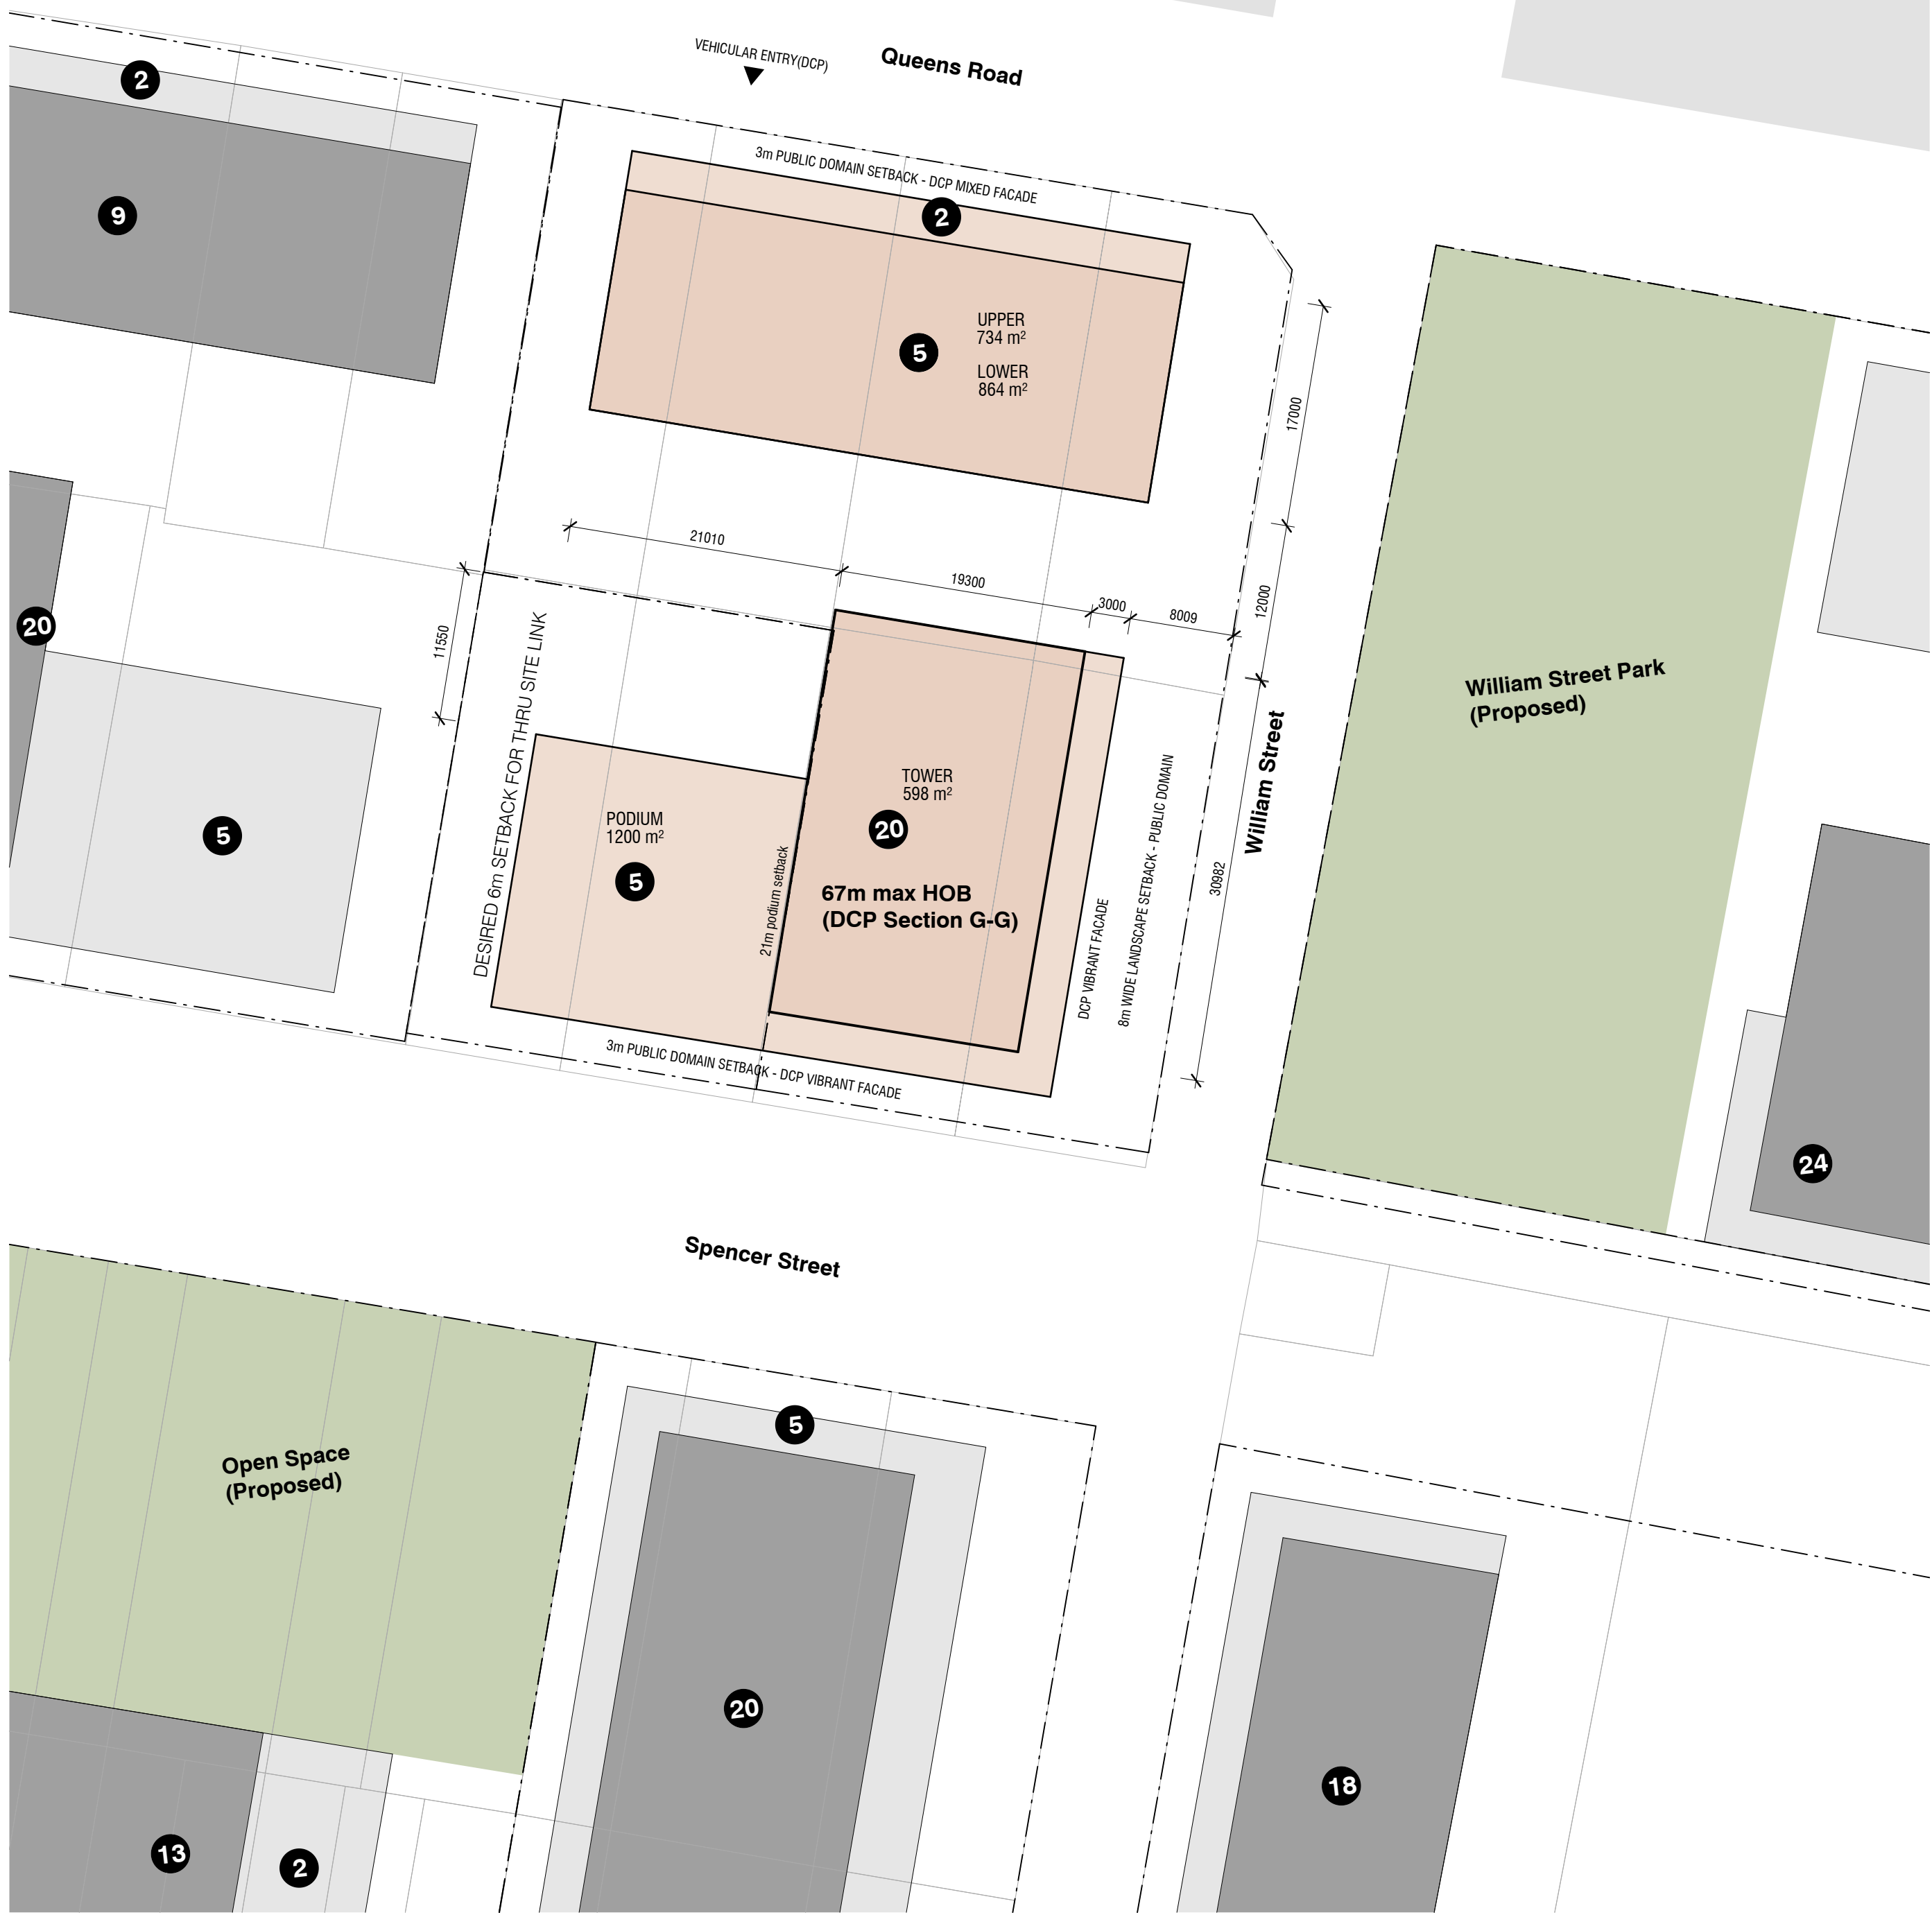 VEHICULAR ENTRY(DCP)
Queens Road
2
9
3m PUBLIC DOMAIN SETBACK - DCP MIXED FACADE
2
5
UPPER
734 m²
LOWER
864 m²
17000
21010
19300
3000
8009
12000
20
11550
DESIRED 6m SETBACK FOR THRU SITE LINK
William Street Park
(Proposed)
William Street
TOWER
598 m²
20
PODIUM
1200 m²
5
5
21m podium setback
67m max HOB
(DCP Section G-G)
DCP VIBRANT FACADE
8m WIDE LANDSCAPE SETBACK - PUBLIC DOMAIN
30982
3m PUBLIC DOMAIN SETBACK - DCP VIBRANT FACADE
24
Spencer Street
5
Open Space
(Proposed)
20
18
13
2